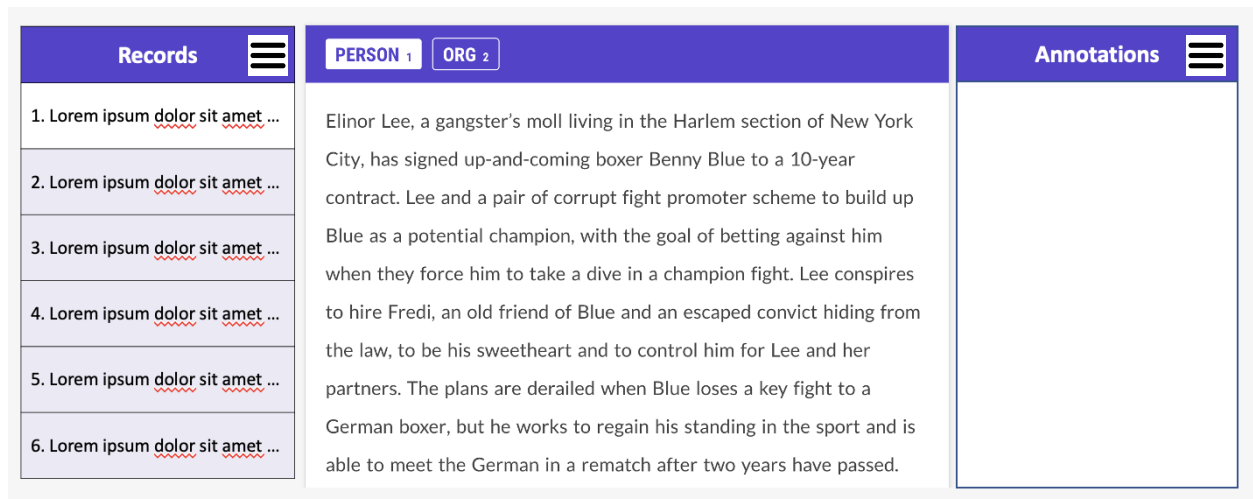 Records
1. Lorem ipsum dolor sit amet ...
2. Lorem ipsum dolor sit amet ...
3. Lorem ipsum dolor sit amet ...
4. Lorem ipsum dolor sit amet ...
5. Lorem ipsum dolor sit amet ...
6. Lorem ipsum dolor sit amet ...
PERSON 1 ORG 2
Elinor Lee, a gangster's moll living in the Harlem section of New York
City, has signed up-and-coming boxer Benny Blue to a 10-year
contract. Lee and a pair of corrupt fight promoter scheme to build up
Blue as a potential champion, with the goal of betting against him
when they force him to take a dive in a champion fight. Lee conspires
to hire Fredi, an old friend of Blue and an escaped convict hiding from
the law, to be his sweetheart and to control him for Lee and her
partners. The plans are derailed when Blue loses a key fight to a
German boxer, but he works to regain his standing in the sport and is
able to meet the German in a rematch after two years have passed.
Annotations